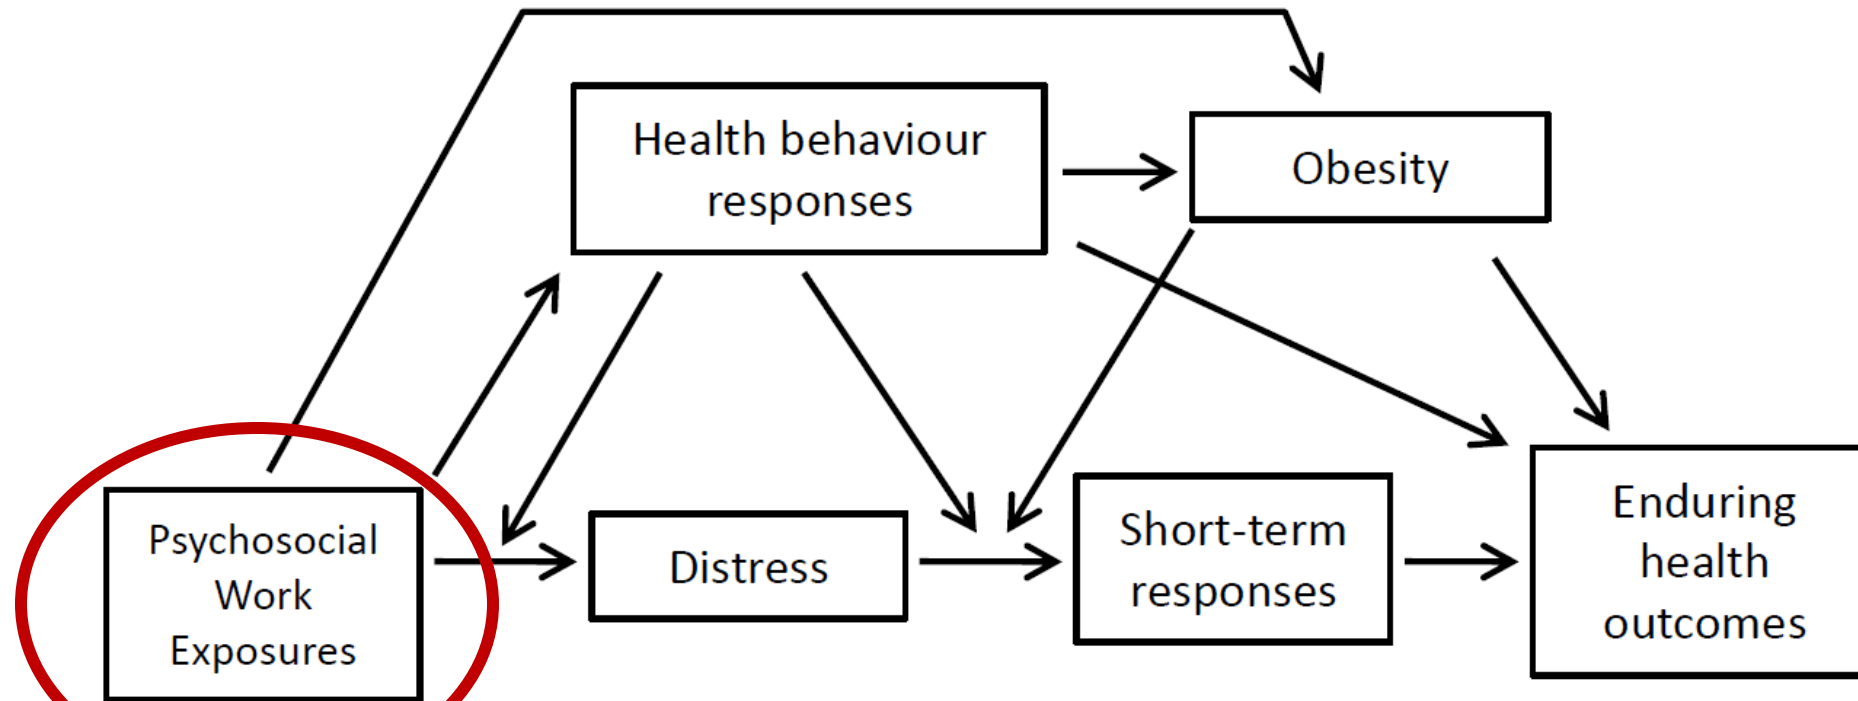 Health behaviour
responses
Obesity
Psychosocial
Work
Exposures
Distress
Short-term
responses
Enduring
health
outcomes